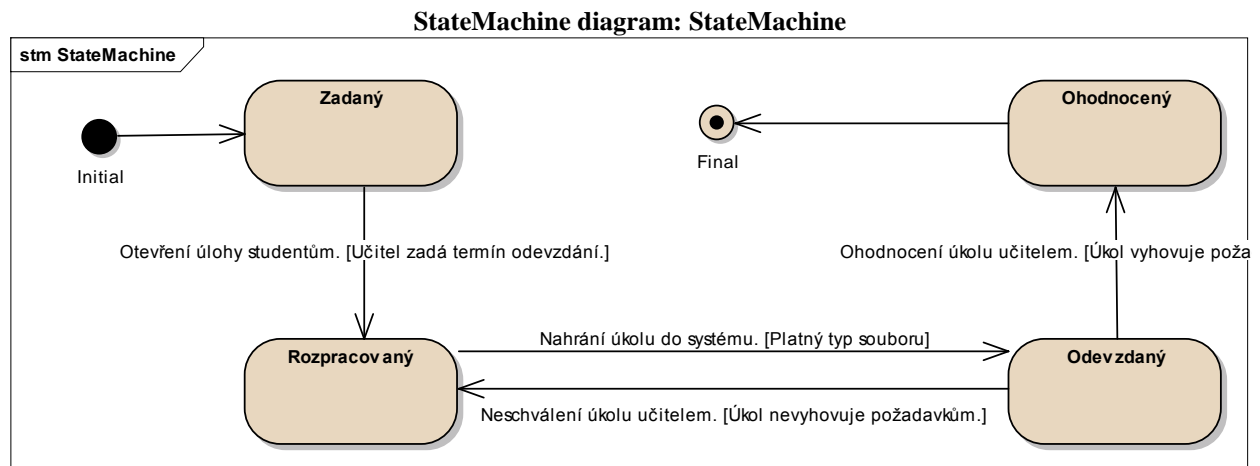 StateMachine diagram: StateMachine
stm StateMachine
Zadaný
Ohodnocený
Initial
Final
Otevření úlohy studentům. [Učitel zadá termín odevzdání.]
Ohodnocení úkolu učitelem. [Úkol vyhovuje poža
Rozpracovaný
Nahrání úkolu do systému. [Platný typ souboru]
Odevzdaný
Neschválení úkolu učitelem. [Úkol nevyhovuje požadavkům.]